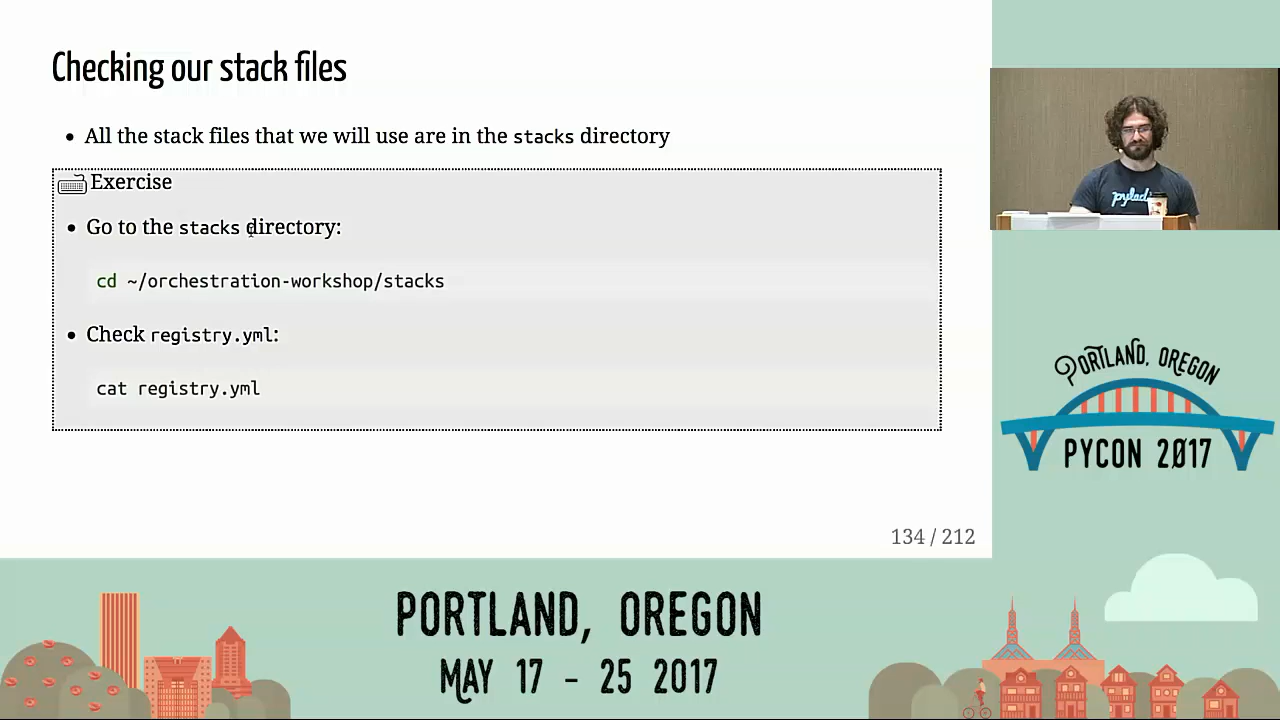 Checking our stack files
All the stack files that we will use are in the stacks directory
Exercise
Go to the stacks directory:
cd ~/orchestration-workshop/stacks
Check registry.yml:
cat registry.yml
134 / 212
PORTLAND, OREGON
PYCON 2017
PORTLAND, OREGON
MAY 17 - 25 2017